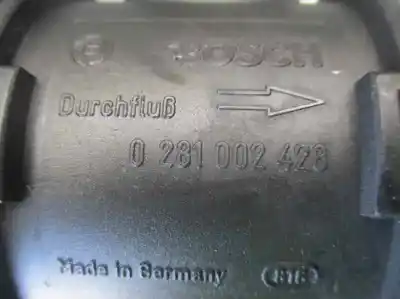 BOSCH
Durchfluß
0 281 002 428
Made in Germany